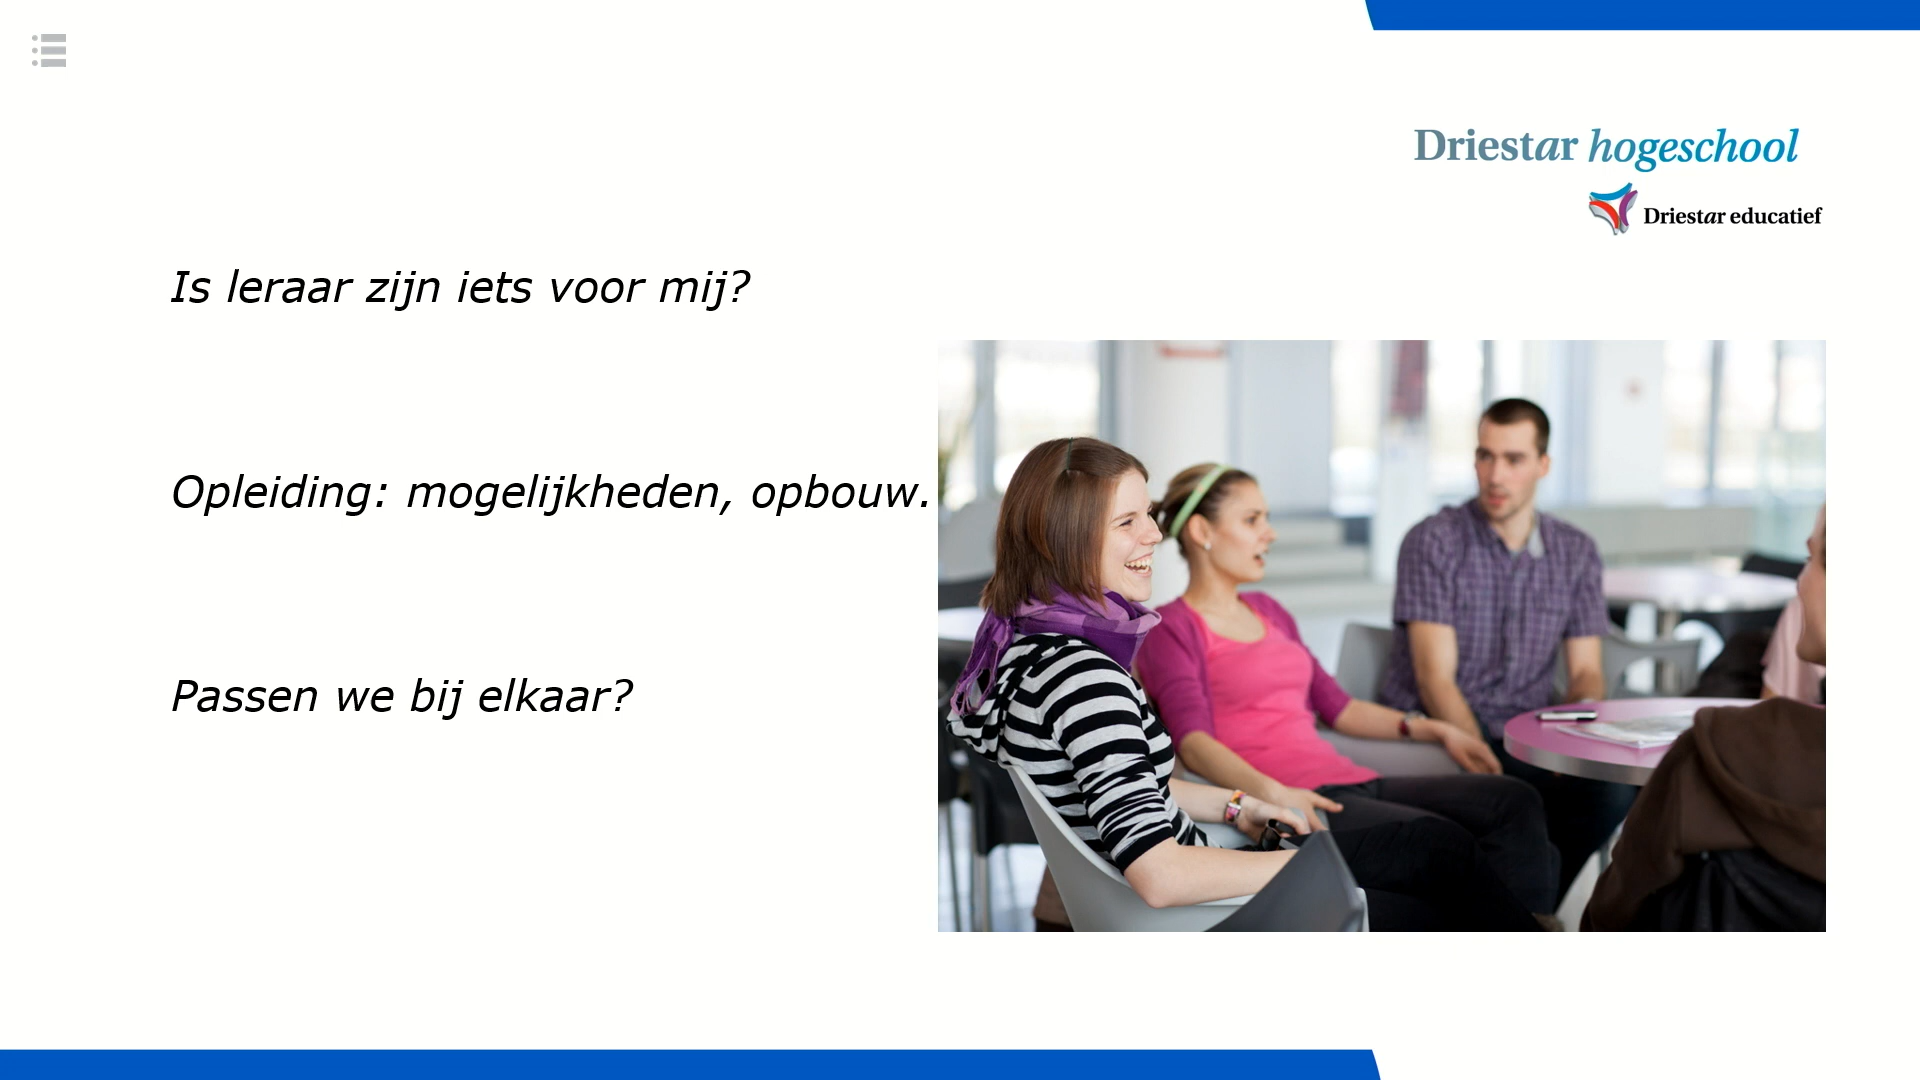 Driestar hogeschool
Driestar educatief
Is leraar zijn iets voor mij?
Opleiding: mogelijkheden, opbouw.
Passen we bij elkaar?